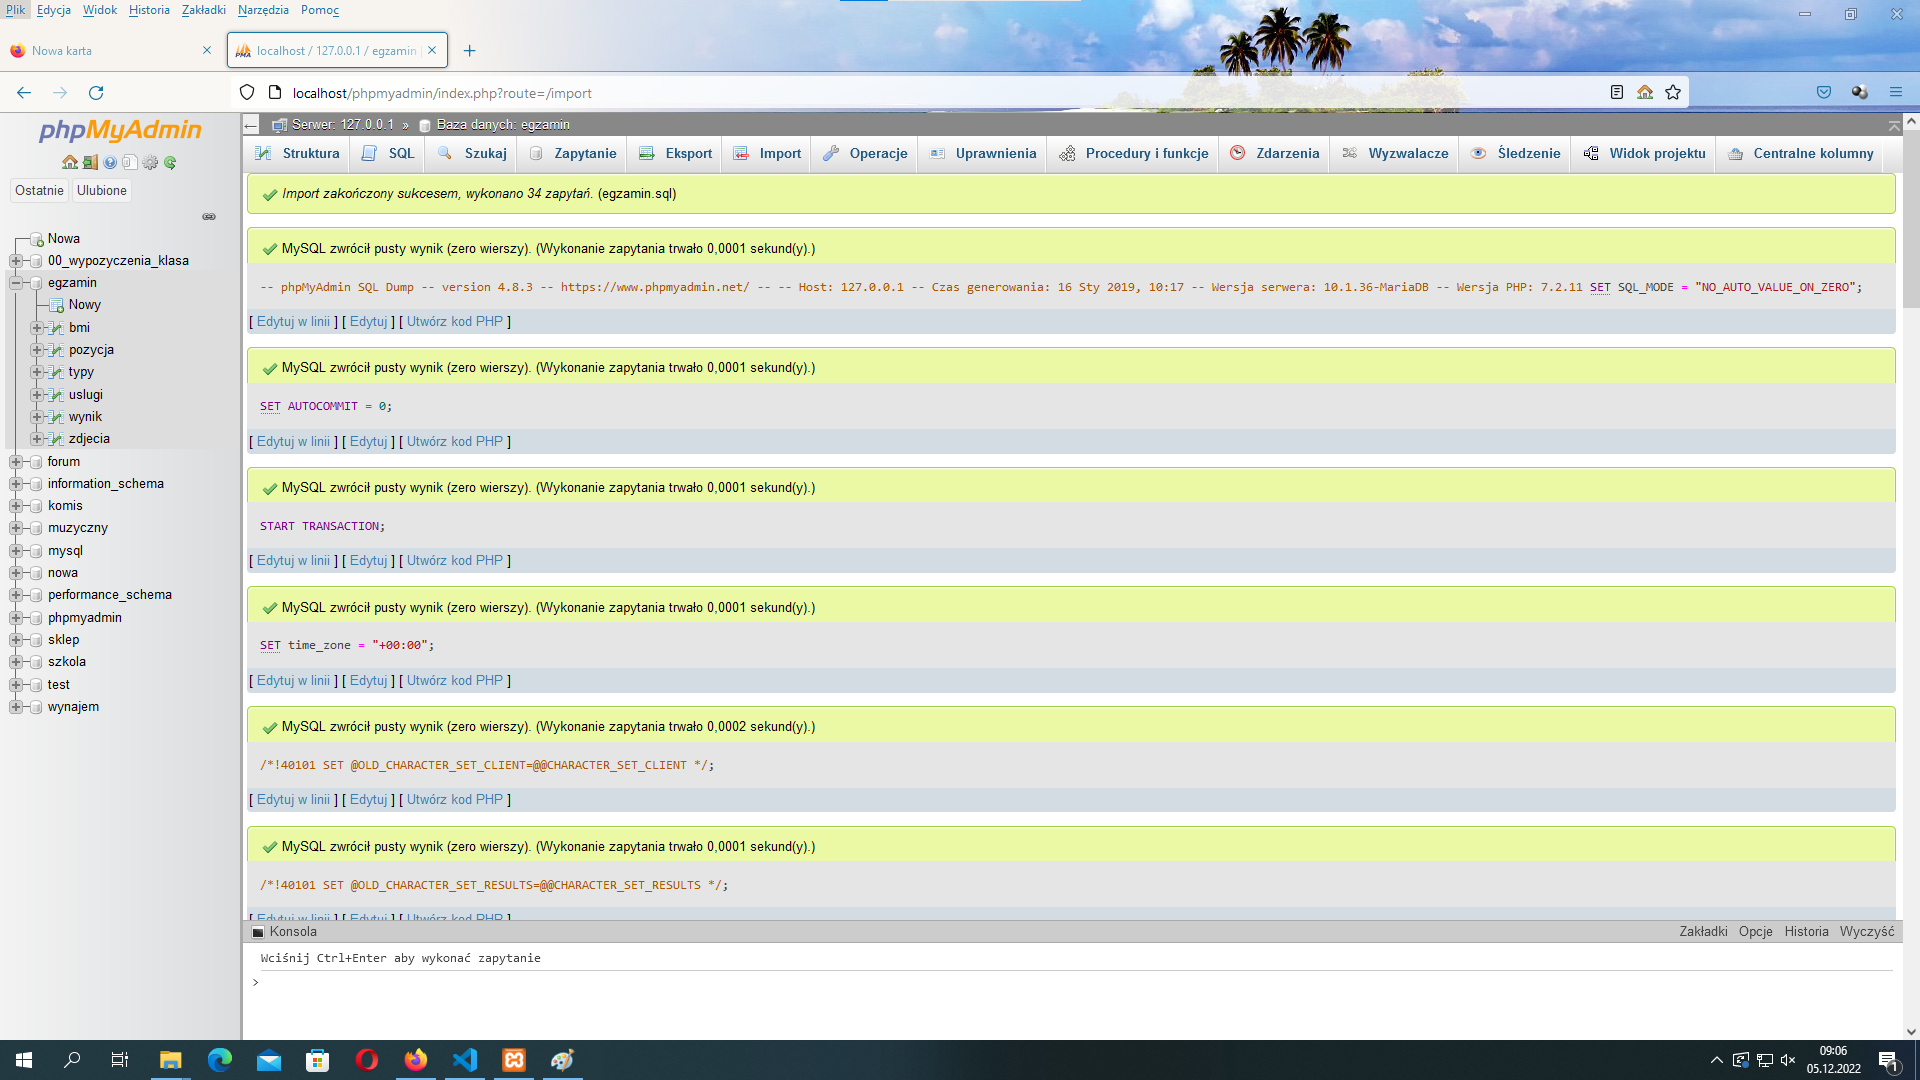 Plik Edycja Widok Historia Zakładki Narzędzia Pomoc
Nowa karta
localhost / 127.0.0.1 / egzamin
localhost/phpmyadmin/index.php?route=/import
phpMyAdmin
Ostatnie Ulubione
Nowa
00_wypozyczenia_klasa
egzamin
Nowy
bmi
pozycja
typy
uslugi
wynik
zdjecia
forum
information_schema
komis
muzyczny
mysql
nowa
performance_schema
phpmyadmin
sklep
szkola
test
wynajem
Serwer: 127.0.0.1 » Baza danych: egzamin
Struktura SQL Szukaj Zapytanie Eksport Import Operacje Uprawnienia Procedury i funkcje Zdarzenia Wyzwalacze Śledzenie Widok projektu Centralne kolumny
Import zakończony sukcesem, wykonano 34 zapytań. (egzamin.sql)
MySQL zwrócił pusty wynik (zero wierszy). (Wykonanie zapytania trwało 0,0001 sekund(y).)
-- phpMyAdmin SQL Dump -- version 4.8.3 -- https://www.phpmyadmin.net/ -- -- Host: 127.0.0.1 -- Czas generowania: 16 Sty 2019, 10:17 -- Wersja serwera: 10.1.36-MariaDB -- Wersja PHP: 7.2.11 SET SQL_MODE = "NO_AUTO_VALUE_ON_ZERO";
[ Edytuj w linii ] [ Edytuj ] [ Utwórz kod PHP ]
MySQL zwrócił pusty wynik (zero wierszy). (Wykonanie zapytania trwało 0,0001 sekund(y).)
SET AUTOCOMMIT = 0;
[ Edytuj w linii ] [ Edytuj ] [ Utwórz kod PHP ]
MySQL zwrócił pusty wynik (zero wierszy). (Wykonanie zapytania trwało 0,0001 sekund(y).)
START TRANSACTION;
[ Edytuj w linii ] [ Edytuj ] [ Utwórz kod PHP ]
MySQL zwrócił pusty wynik (zero wierszy). (Wykonanie zapytania trwało 0,0001 sekund(y).)
SET time_zone = "+00:00";
[ Edytuj w linii ] [ Edytuj ] [ Utwórz kod PHP ]
MySQL zwrócił pusty wynik (zero wierszy). (Wykonanie zapytania trwało 0,0002 sekund(y).)
/*!40101 SET @OLD_CHARACTER_SET_CLIENT=@@CHARACTER_SET_CLIENT */;
[ Edytuj w linii ] [ Edytuj ] [ Utwórz kod PHP ]
MySQL zwrócił pusty wynik (zero wierszy). (Wykonanie zapytania trwało 0,0001 sekund(y).)
/*!40101 SET @OLD_CHARACTER_SET_RESULTS=@@CHARACTER_SET_RESULTS */;
[ Edytuj w linii ] [ Edytuj ] [ Utwórz kod PHP ]
Konsola Zakładki Opcje Historia Wyczyść
Wciśnij Ctrl+Enter aby wykonać zapytanie
>
09:06
05.12.2022
1